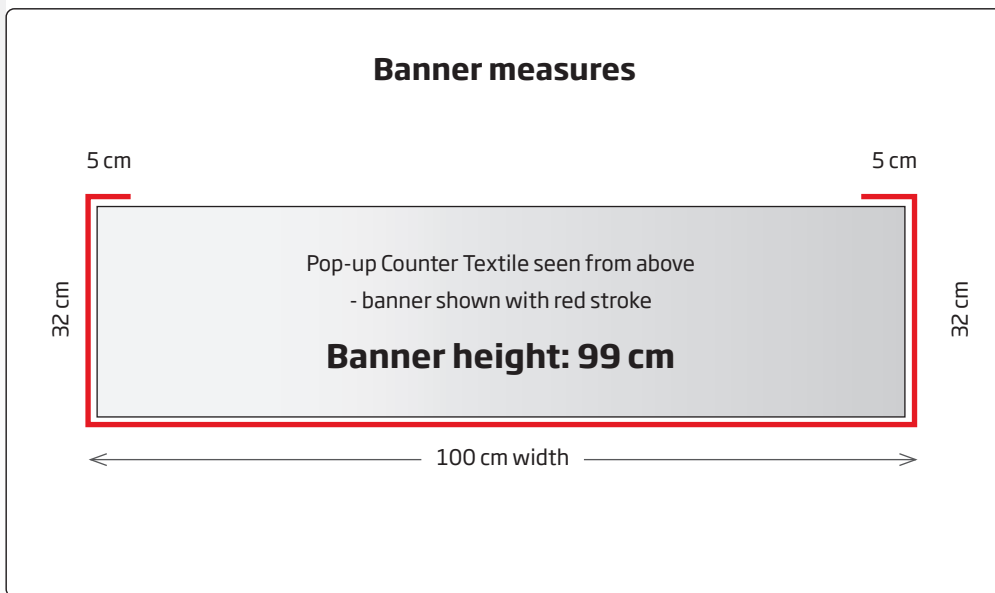 Banner measures
5 cm
5 cm
32 cm
Pop-up Counter Textile seen from above
- banner shown with red stroke
Banner height: 99 cm
32 cm
100 cm width